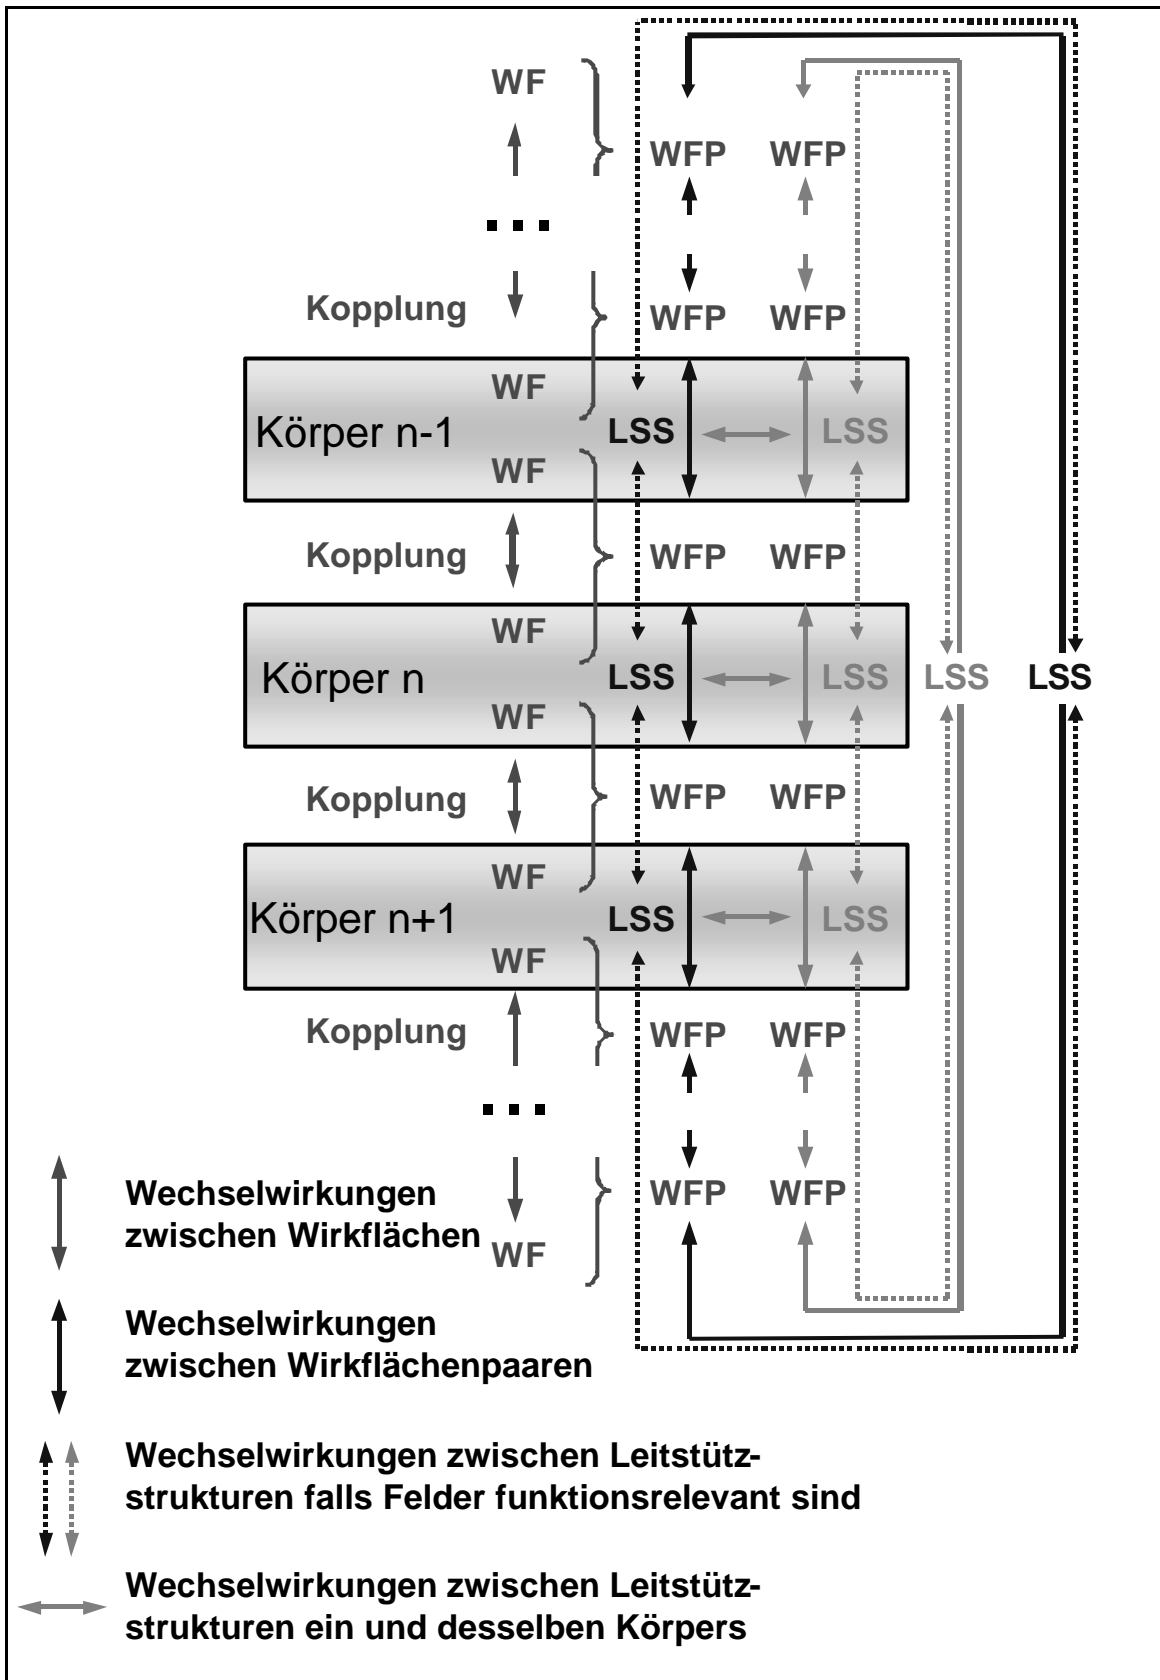 WF
WFP WFP
...
Kopplung WFP WFP
WF
Körper n-1 LSS LSS
WF
Kopplung WFP WFP
WF
Körper n LSS LSS LSS LSS
WF
Kopplung WFP WFP
WF
Körper n+1 LSS LSS
WF
Kopplung WFP WFP
...
WFP WFP
WF
Wechselwirkungen
zwischen Wirkflächen
Wechselwirkungen
zwischen Wirkflächenpaaren
Wechselwirkungen zwischen Leitstütz-
strukturen falls Felder funktionsrelevant sind
Wechselwirkungen zwischen Leitstütz-
strukturen ein und desselben Körpers